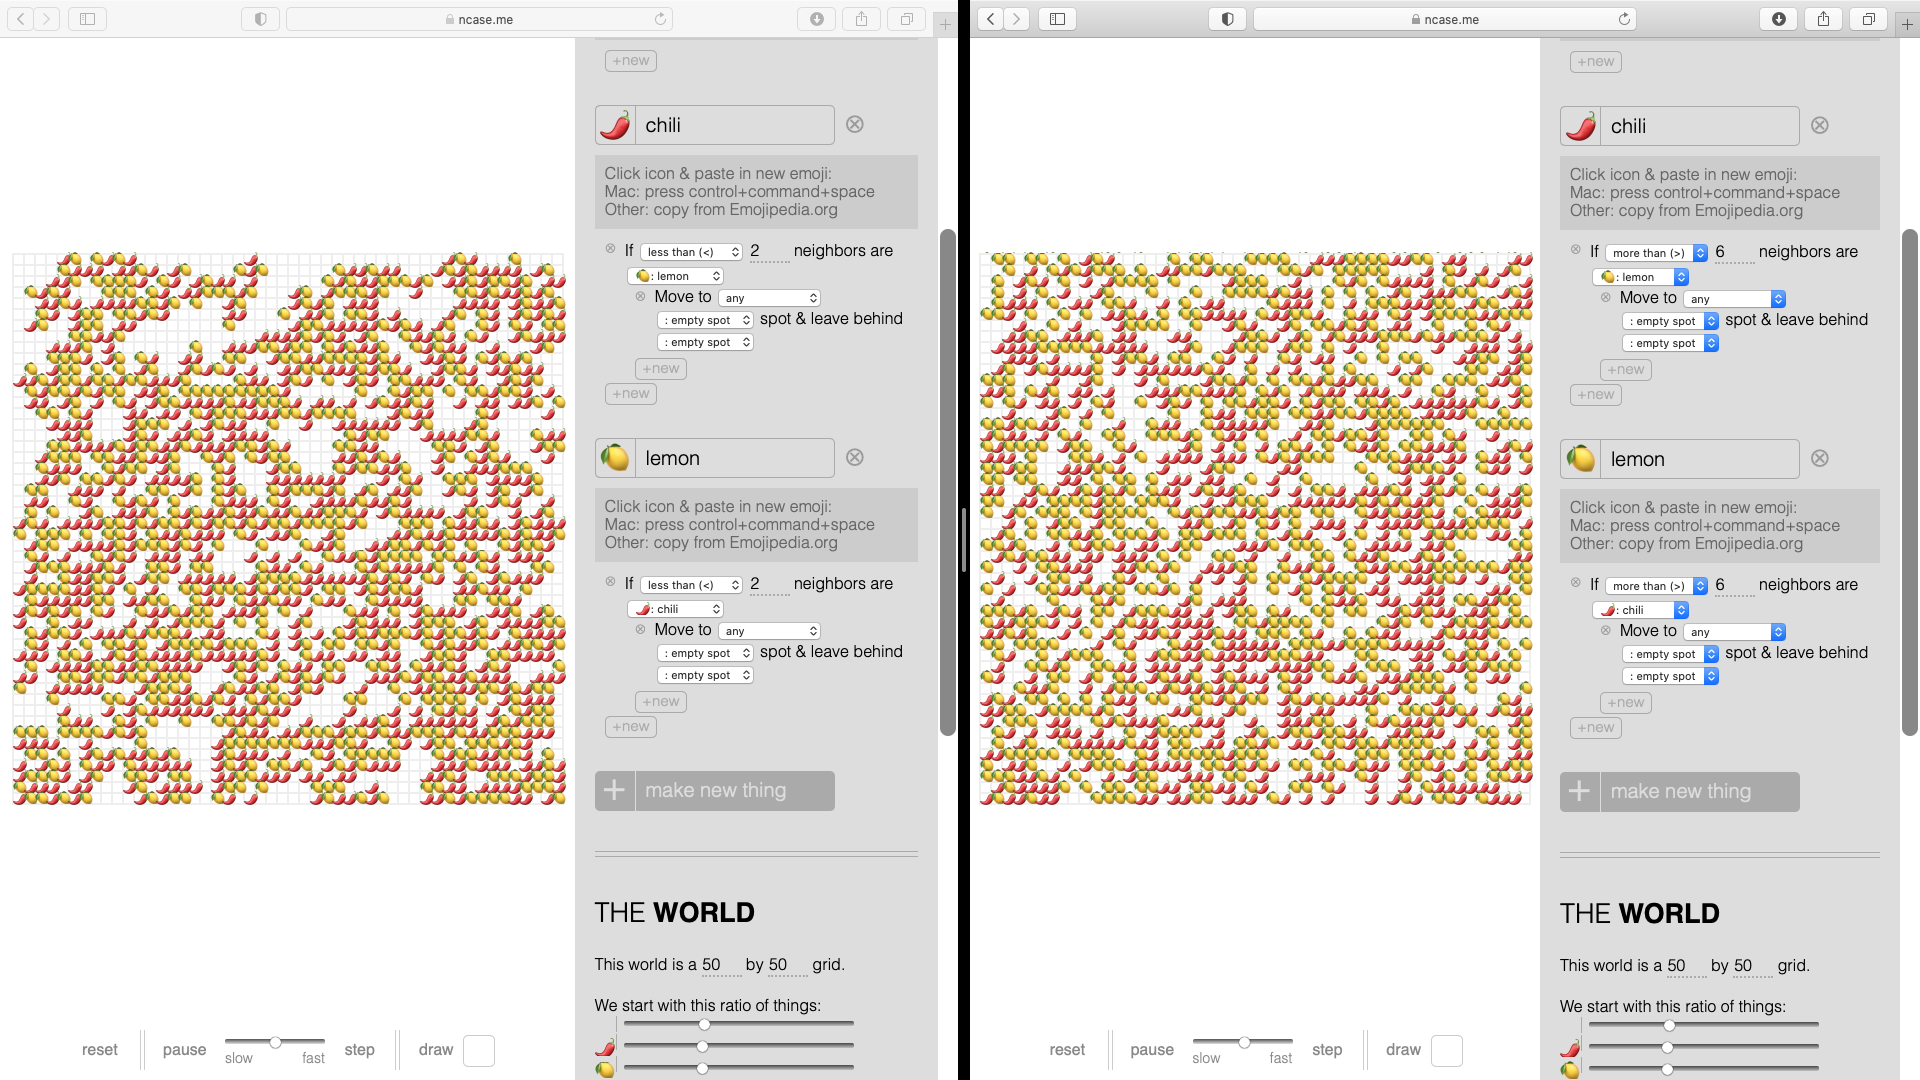 ncase.me
+new
chili
Click icon & paste in new emoji:
Mac: press control+command+space
Other: copy from Emojipedia.org
If less than (<) 2 neighbors are
: lemon
Move to any
: empty spot spot & leave behind
: empty spot
+new
+new
lemon
Click icon & paste in new emoji:
Mac: press control+command+space
Other: copy from Emojipedia.org
If less than (<) 2 neighbors are
: chili
Move to any
: empty spot spot & leave behind
: empty spot
+new
+new
+ make new thing
THE WORLD
This world is a 50 by 50 grid.
We start with this ratio of things:
reset pause slow fast step draw
ncase.me
+new
chili
Click icon & paste in new emoji:
Mac: press control+command+space
Other: copy from Emojipedia.org
If more than (>) 6 neighbors are
: lemon
Move to any
: empty spot spot & leave behind
: empty spot
+new
+new
lemon
Click icon & paste in new emoji:
Mac: press control+command+space
Other: copy from Emojipedia.org
If more than (>) 6 neighbors are
: chili
Move to any
: empty spot spot & leave behind
: empty spot
+new
+new
+ make new thing
THE WORLD
This world is a 50 by 50 grid.
We start with this ratio of things:
reset pause slow fast step draw